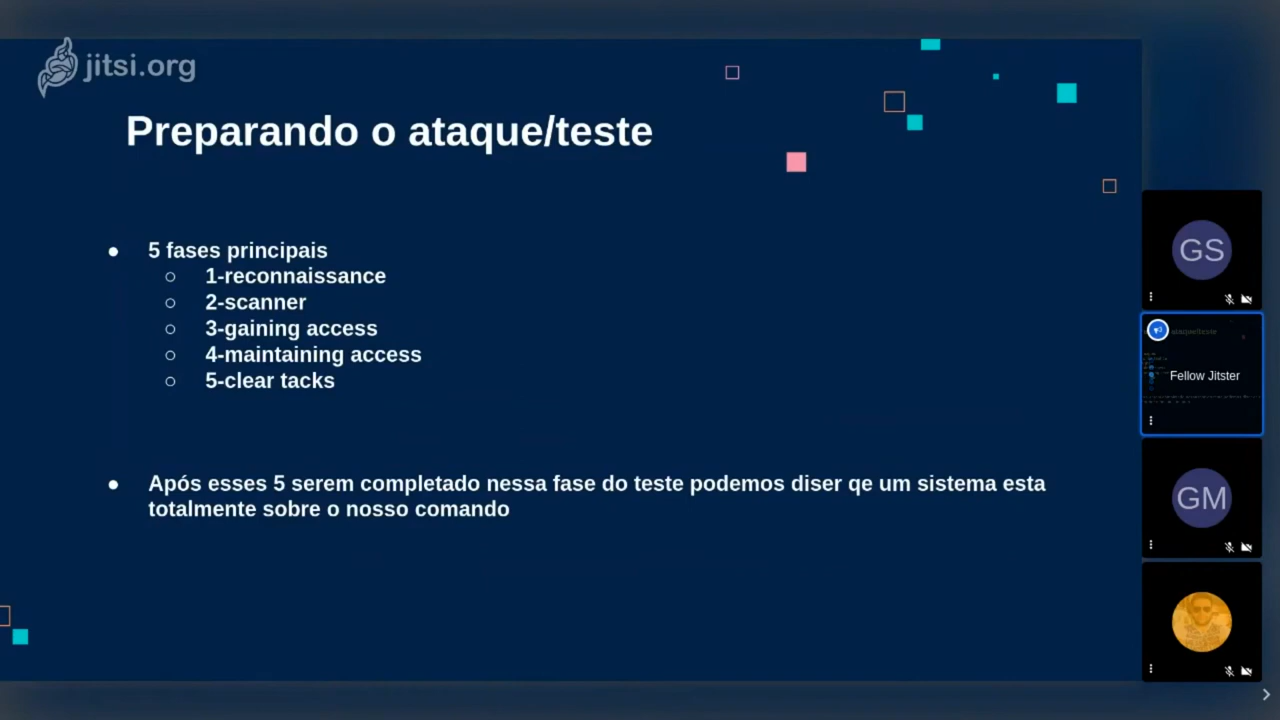 jitsi.org
Preparando o ataque/teste
● 5 fases principais
○ 1-reconnaissance
○ 2-scanner
○ 3-gaining access
○ 4-maintaining access
○ 5-clear tacks
● Após esses 5 serem completado nessa fase do teste podemos diser qe um sistema esta
totalmente sobre o nosso comando
GS
Fellow Jitster
GM